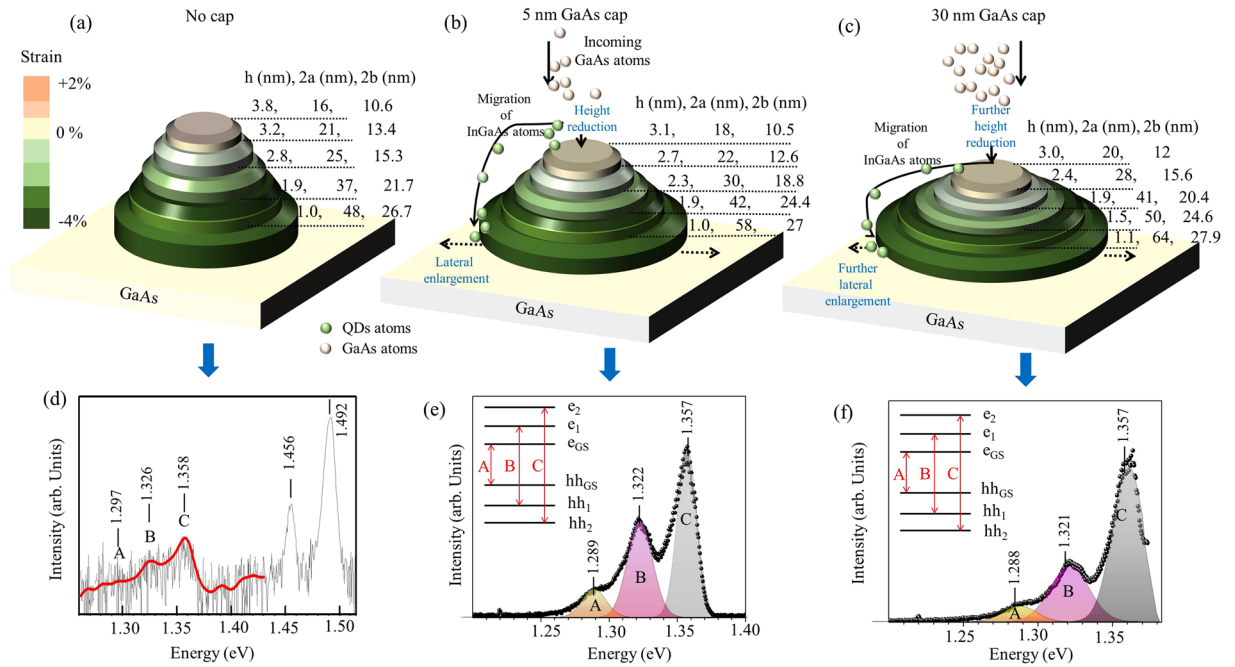 (a)
No cap
Strain
+2%
0 %
-4%
h (nm), 2a (nm), 2b (nm)
3.8, 16, 10.6
3.2, 21, 13.4
2.8, 25, 15.3
1.9, 37, 21.7
1.0, 48, 26.7
GaAs
(b)
5 nm GaAs cap
Incoming
GaAs atoms
Migration
of
InGaAs atoms
Height
reduction
h (nm), 2a (nm), 2b (nm)
3.1, 18, 10.5
2.7, 22, 12.6
2.3, 30, 18.8
1.9, 42, 24.4
1.0, 58, 27
Lateral
enlargement
GaAs
QDs atoms
GaAs atoms
(c)
30 nm GaAs cap
Further
height
reduction
Migration
of
InGaAs atoms
h (nm), 2a (nm), 2b (nm)
3.0, 20, 12
2.4, 28, 15.6
1.9, 41, 20.4
1.5, 50, 24.6
1.1, 64, 27.9
Further
lateral
enlargement
GaAs
(d)
Intensity (arb. Units)
1.297
1.326
1.358
1.456
1.492
A
B
C
1.30 1.35 1.40 1.45 1.50
Energy (eV)
(e)
Intensity (arb. Units)
e2
e1
eGS
A B C
hhGS
hh1
hh2
1.289
1.322
1.357
A
B
C
1.25 1.30 1.35 1.40
Energy (eV)
(f)
Intensity (arb. Units)
e2
e1
eGS
A B C
hhGS
hh1
hh2
1.288
1.321
1.357
A
B
C
1.25 1.30 1.35
Energy (eV)